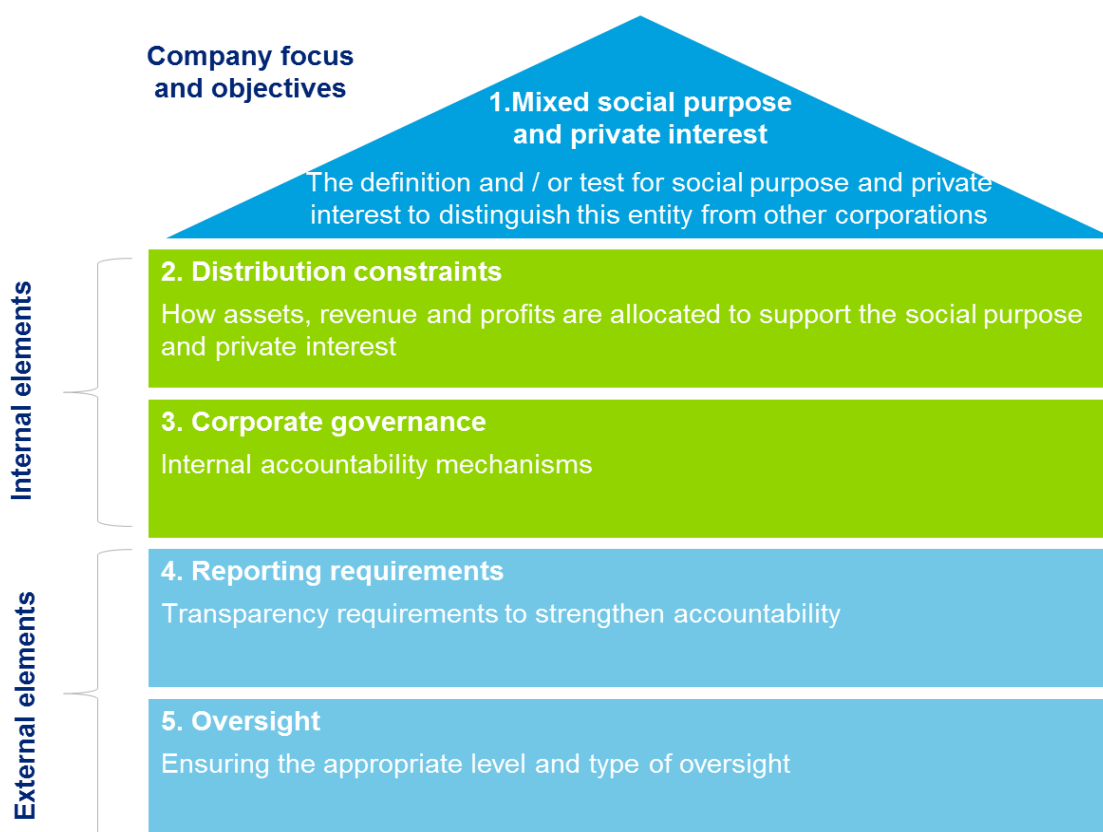 Company focus
and objectives
1.Mixed social purpose
and private interest
The definition and / or test for social purpose and private
interest to distinguish this entity from other corporations
Internal elements
2. Distribution constraints
How assets, revenue and profits are allocated to support the social purpose
and private interest
3. Corporate governance
Internal accountability mechanisms
External elements
4. Reporting requirements
Transparency requirements to strengthen accountability
5. Oversight
Ensuring the appropriate level and type of oversight